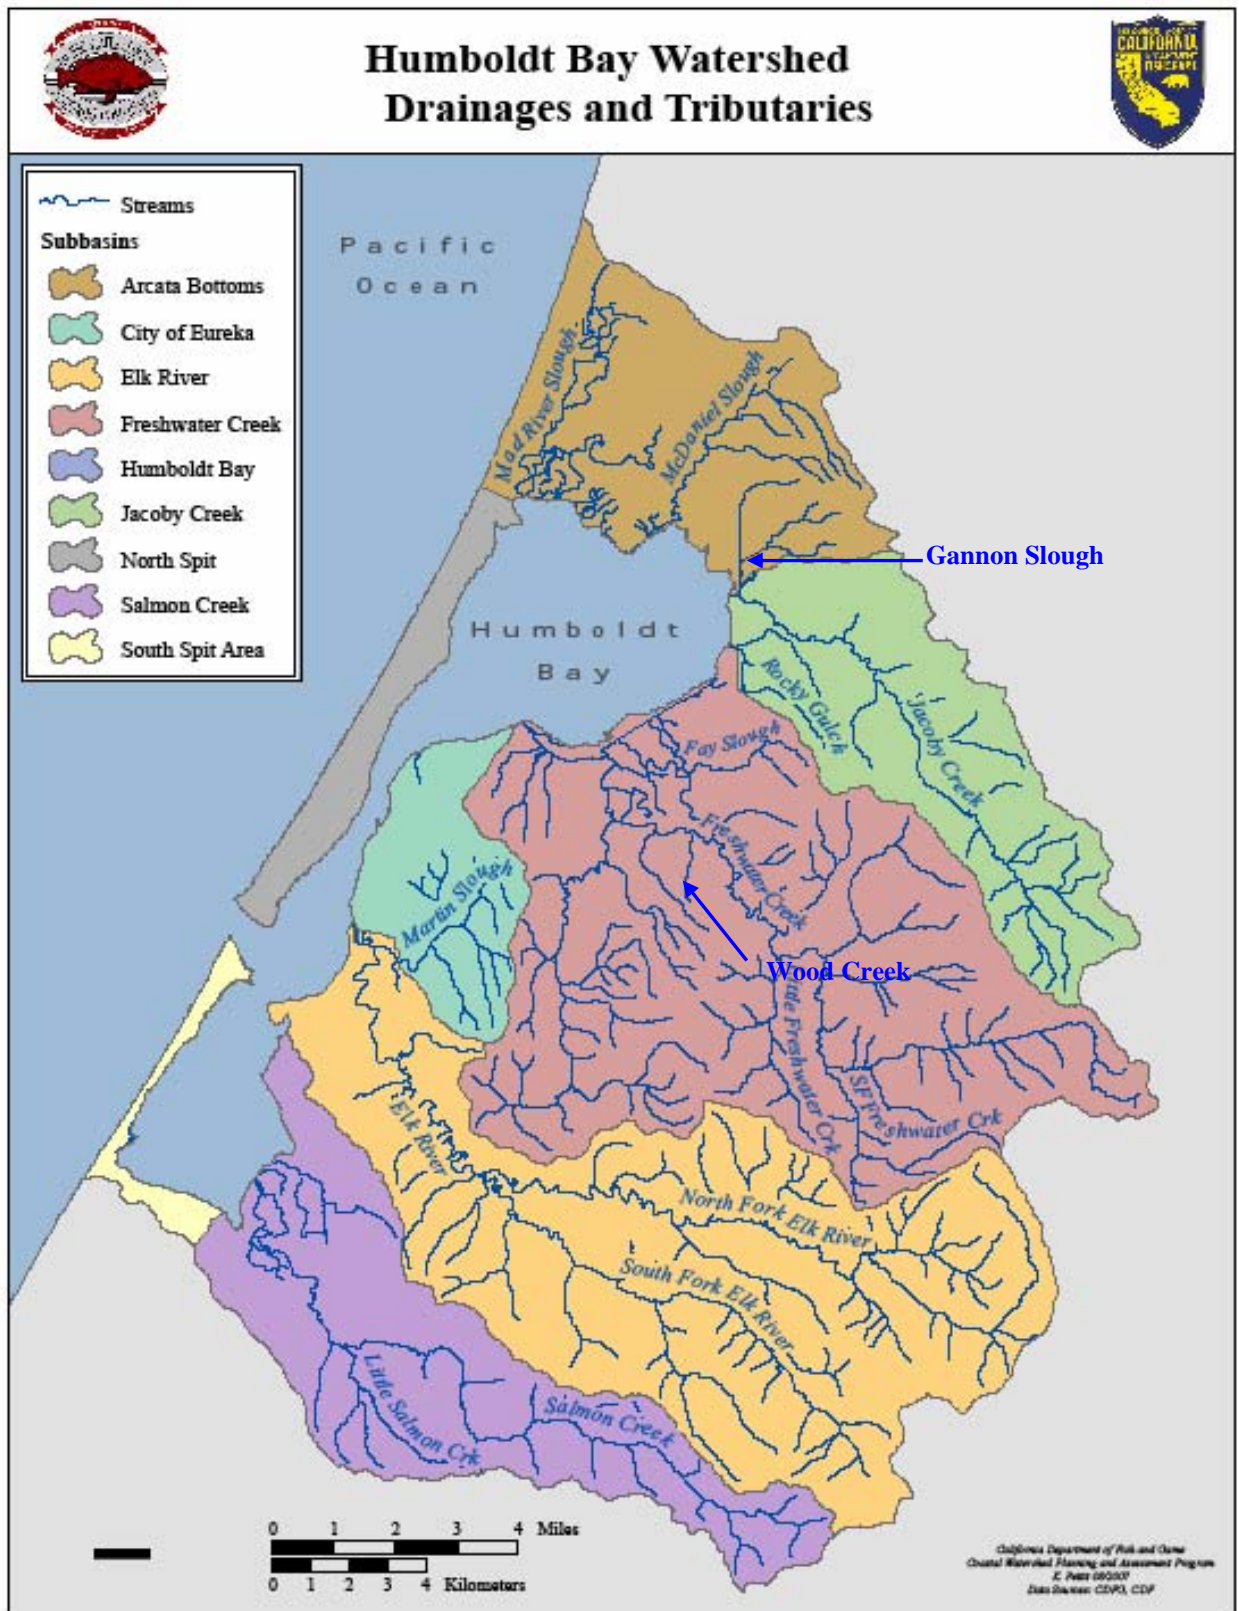 Humboldt Bay Watershed
Drainages and Tributaries
CALIFORNIA
Streams
Subbasins
Arcata Bottoms
City of Eureka
Elk River
Freshwater Creek
Humboldt Bay
Jacoby Creek
North Spit
Salmon Creek
South Spit Area
Pacific
Ocean
Mad River Slough
McDaniel Slough
Gannon Slough
Humboldt
Bay
Rocky Gulch
Jacoby Creek
Fay Slough
Freshwater Creek
Martin Slough
Wood Creek
Little Freshwater Crk
SF Freshwater Crk
Elk River
North Fork Elk River
South Fork Elk River
Little Salmon Crk
Salmon Creek
0 1 2 3 4 Miles
0 1 2 3 4 Kilometers
California Department of Fish and Game
Coastal Watershed Planning and Assessment Program
Data Sources: CDFG, CDF